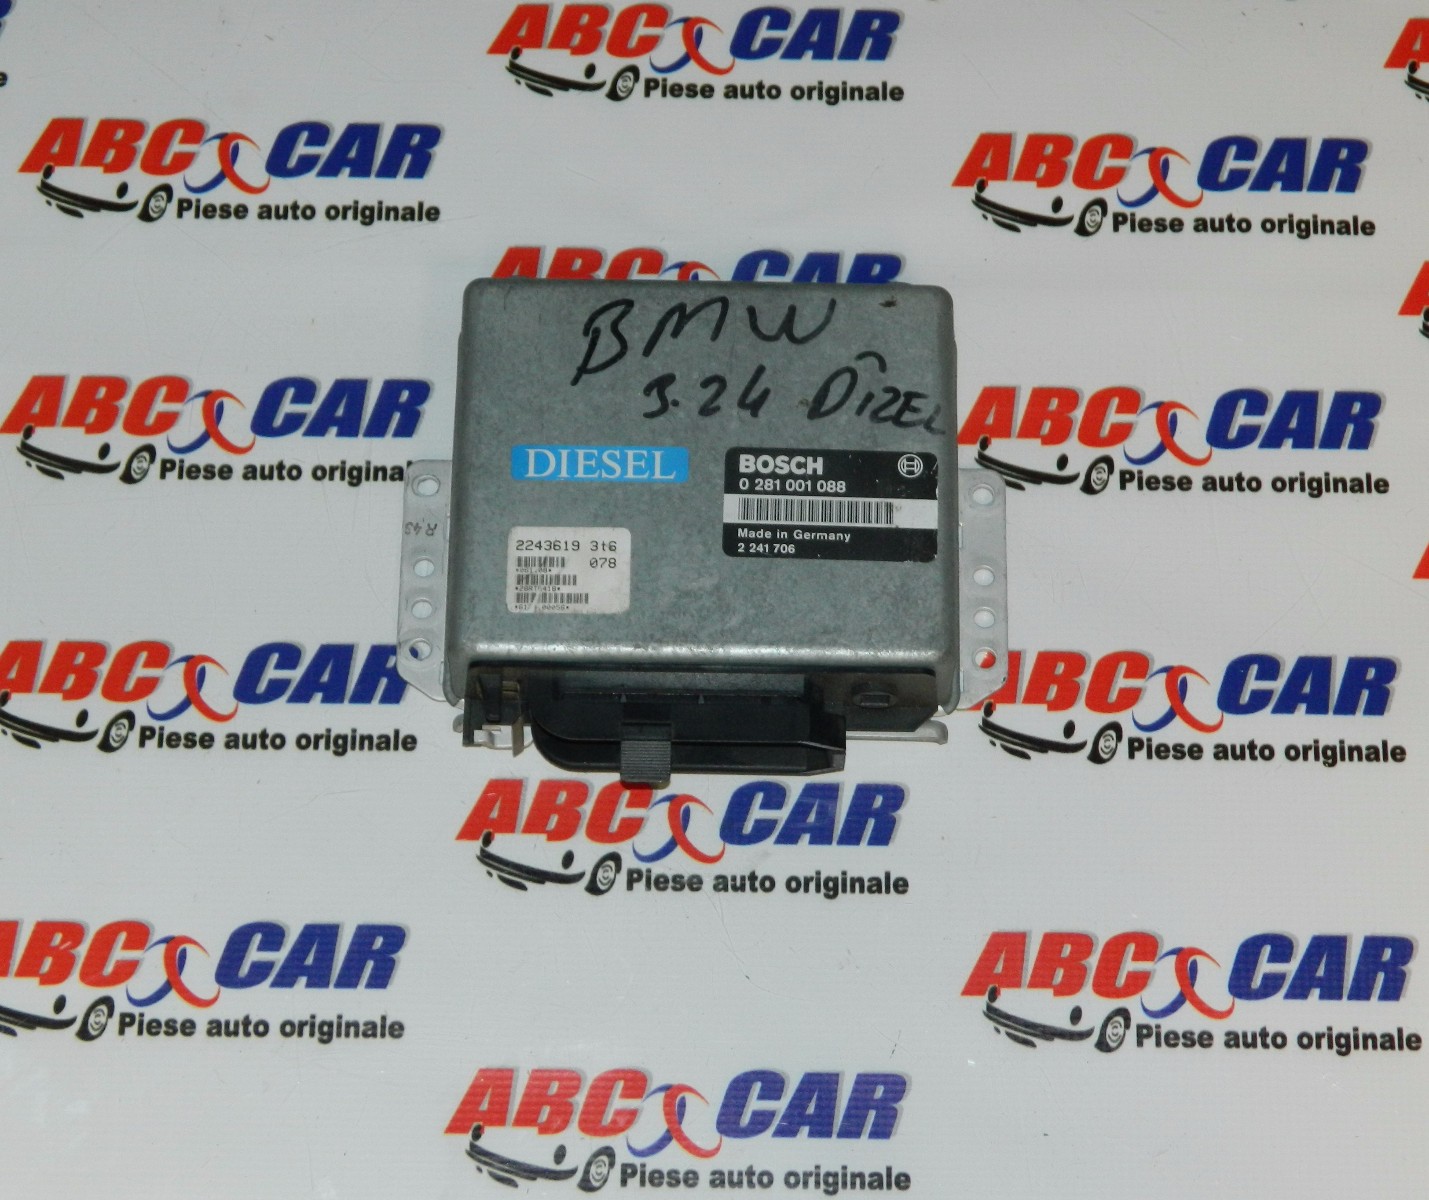 ABC CAR
Piese auto originale
ABC CAR
Piese auto originale
ABC CAR
Piese auto originale
ABC CAR
BMW
3.24 DIZEL
DIESEL
BOSCH
0 281 001 088
Made in Germany
2 241 706
2243619 3t6
078
R.43
ABC CAR
Piese auto originale
ABC CAR
Piese auto originale
ABC CAR
Piese auto originale
ABC CAR
Piese auto originale
ABC CAR
Piese auto originale
ABC CAR
Piese auto originale
ABC CAR
Piese auto originale
ABC CAR
Piese auto originale